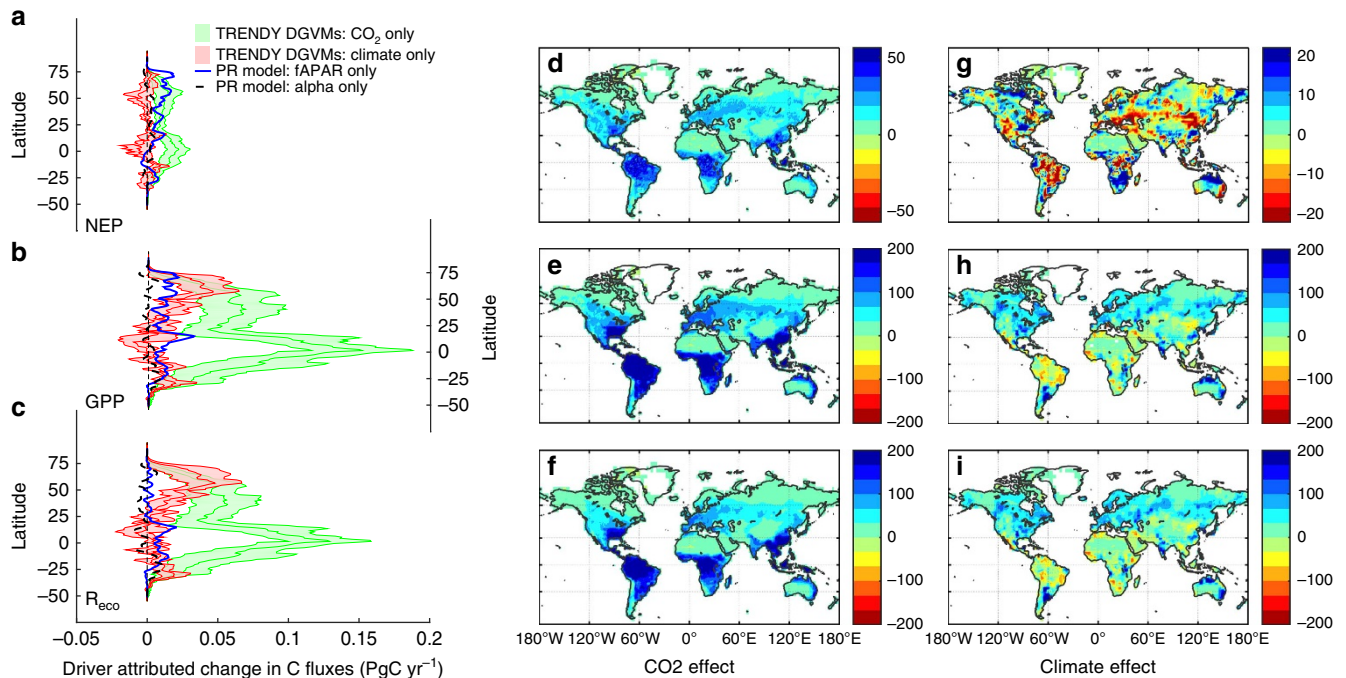 a
TRENDY DGVMs: CO2 only
TRENDY DGVMs: climate only
PR model: fAPAR only
PR model: alpha only
75
50
25
0
−25
−50
Latitude
NEP
b
75
50
25
0
−25
−50
Latitude
GPP
c
75
50
25
0
−25
−50
Latitude
Reco
−0.05 0 0.05 0.1 0.15 0.2
Driver attributed change in C fluxes (PgC yr−1)
d
50
0
−50
g
20
10
0
−10
−20
e
200
100
0
−100
−200
h
200
100
0
−100
−200
f
200
100
0
−100
−200
i
200
100
0
−100
−200
180°W 120°W 60°W 0° 60°E 120°E 180°E
CO2 effect
180°W 120°W 60°W 0° 60°E 120°E 180°E
Climate effect